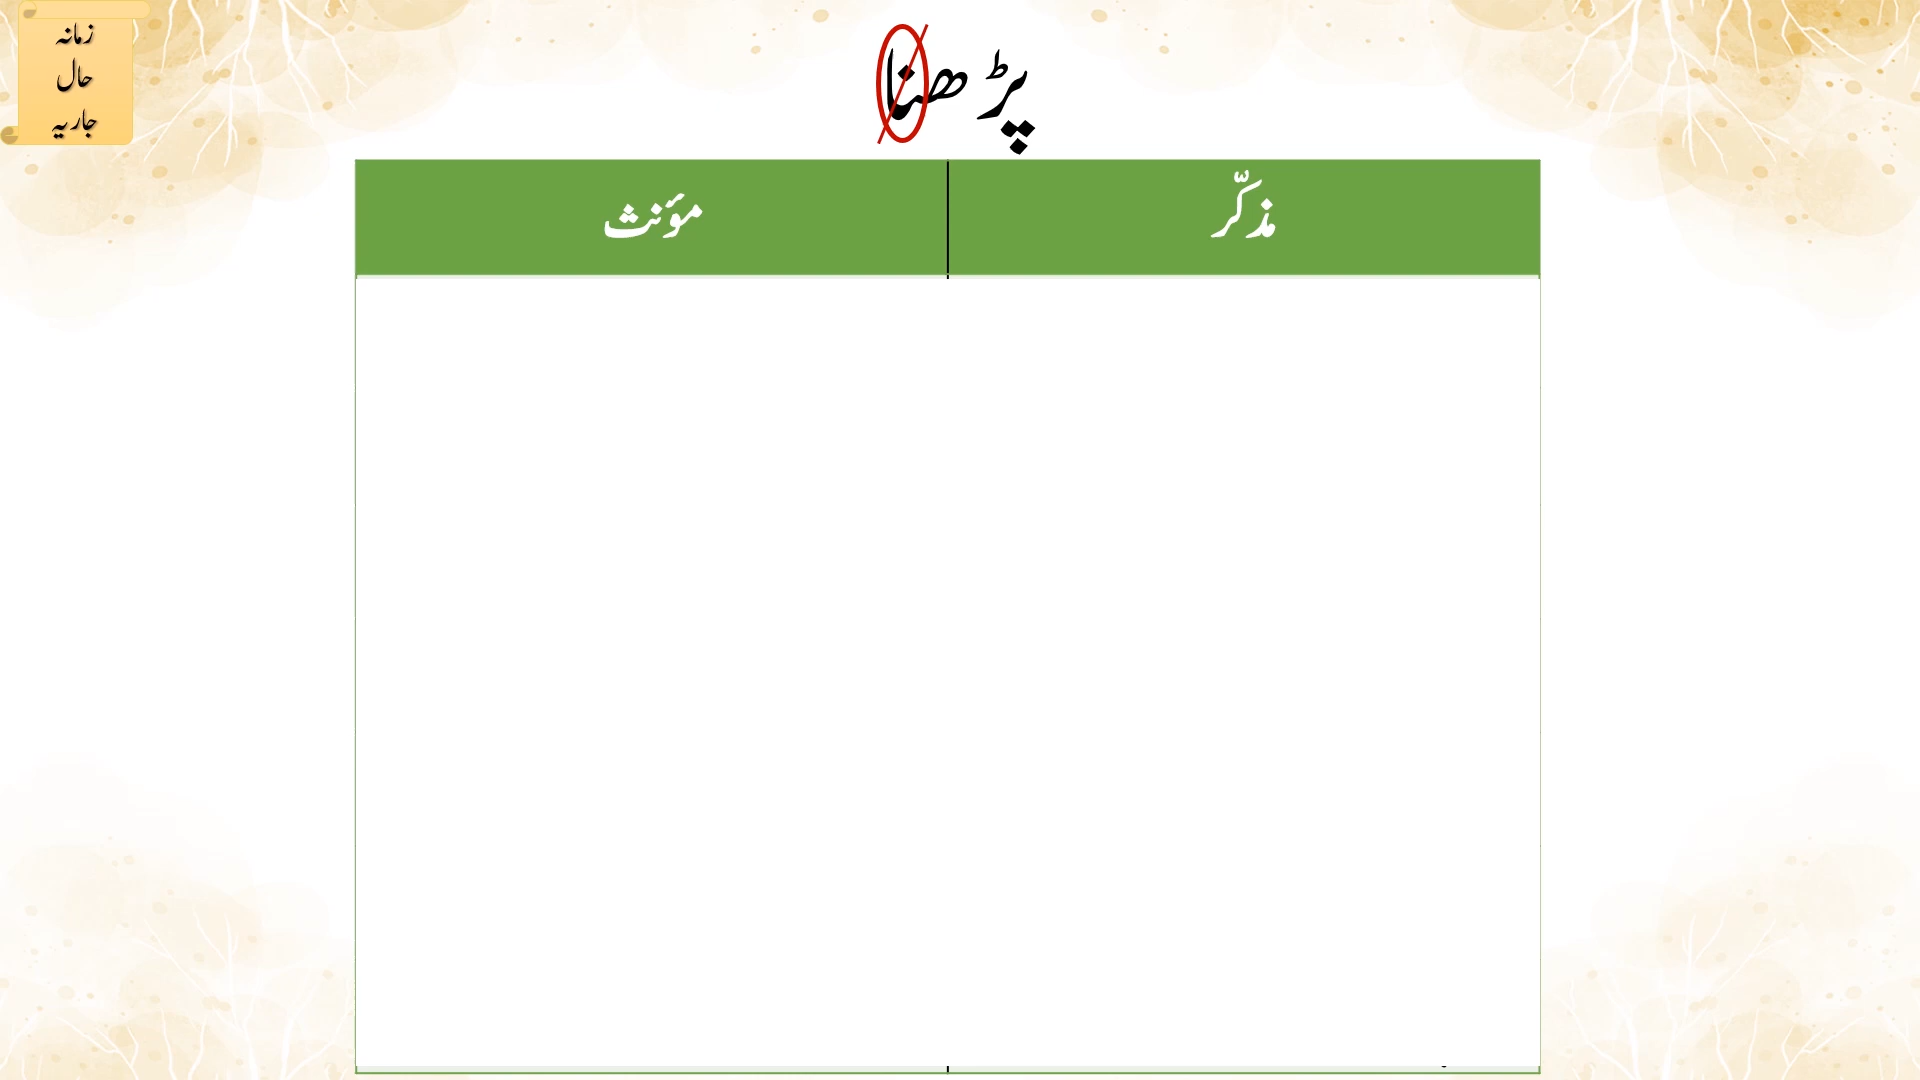 زمانہ
حال
جاریہ
پڑھنا
مذکّر
مؤنث